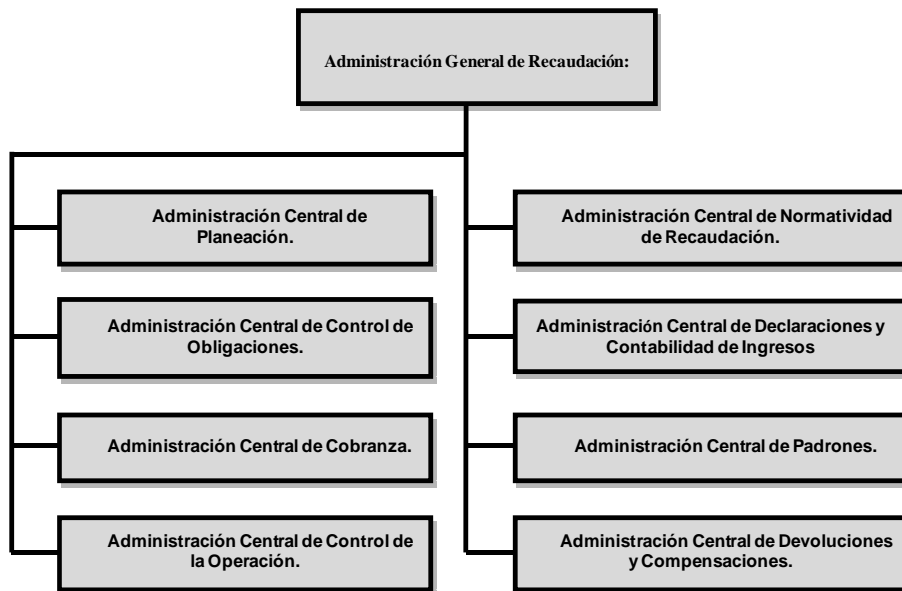 Administración General de Recaudación:
Administración Central de
Planeación.
Administración Central de Normatividad
de Recaudación.
Administración Central de Control de
Obligaciones.
Administración Central de Declaraciones y
Contabilidad de Ingresos
Administración Central de Cobranza.
Administración Central de Padrones.
Administración Central de Control de
la Operación.
Administración Central de Devoluciones
y Compensaciones.